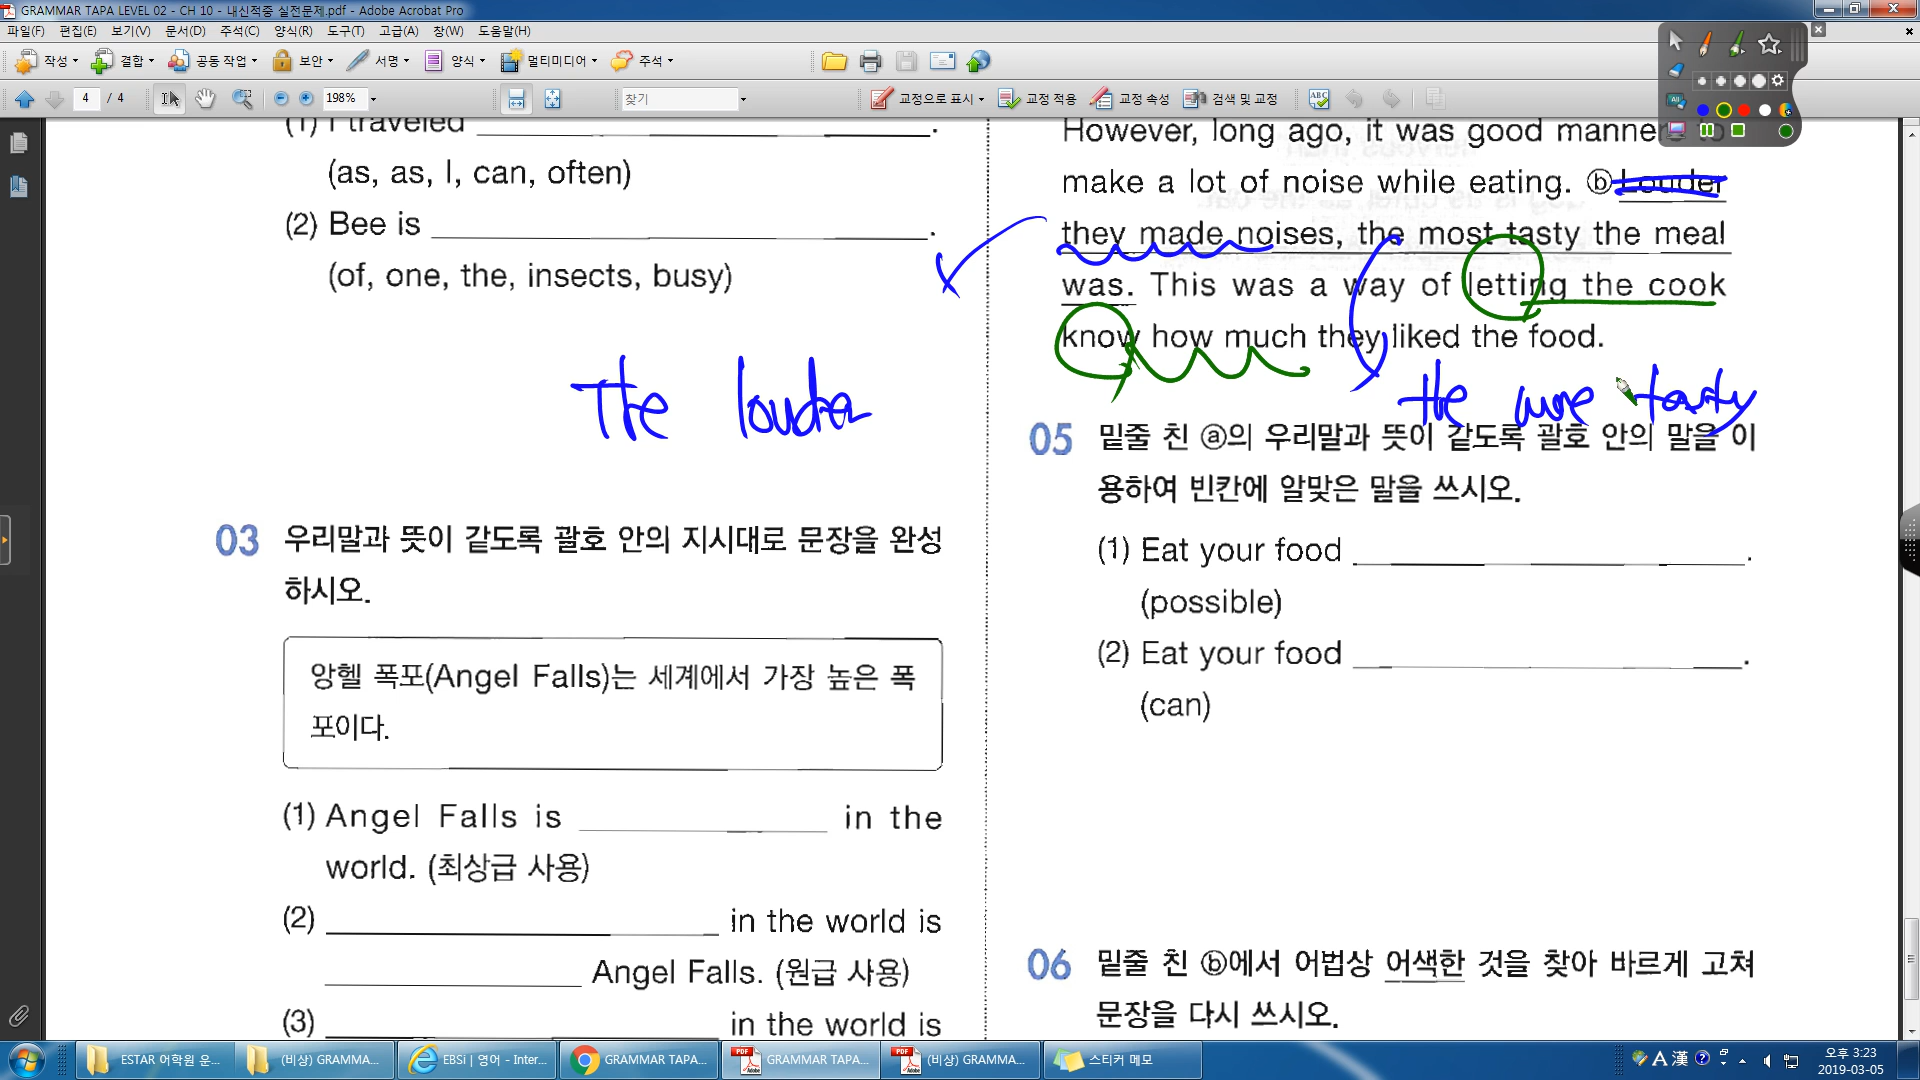 GRAMMAR TAPA LEVEL 02 - CH 10 - 내신적중 실전문제.pdf - Adobe Acrobat Pro
파일(F) 편집(E) 보기(V) 문서(D) 주석(C) 양식(R) 도구(T) 고급(A) 창(W) 도움말(H)
작성 결합 공동 작업 보안 서명 양식 멀티미디어 주석
4 / 4 198% 찾기 교정으로 표시 교정 적용 교정 속성 검색 및 교정
(1) I traveled .
(as, as, I, can, often)
(2) Bee is .
(of, one, the, insects, busy)
The louder
03 우리말과 뜻이 같도록 괄호 안의 지시대로 문장을 완성
하시오.
앙헬 폭포(Angel Falls)는 세계에서 가장 높은 폭
포이다.
(1) Angel Falls is in the
world. (최상급 사용)
(2) in the world is
Angel Falls. (원급 사용)
(3) in the world is
However, long ago, it was good manners to
make a lot of noise while eating. ⓑ Louder
they made noises, the most tasty the meal
was. This was a way of letting the cook
know how much they liked the food.
the more tasty
05 밑줄 친 ⓐ의 우리말과 뜻이 같도록 괄호 안의 말을 이
용하여 빈칸에 알맞은 말을 쓰시오.
(1) Eat your food .
(possible)
(2) Eat your food .
(can)
06 밑줄 친 ⓑ에서 어법상 어색한 것을 찾아 바르게 고쳐
문장을 다시 쓰시오.
ESTAR 어학원 운... (비상) GRAMMA... EBSi | 영어 - Inter... GRAMMAR TAPA... GRAMMAR TAPA... (비상) GRAMMA... 스티커 메모
A 漢
오후 3:23
2019-03-05